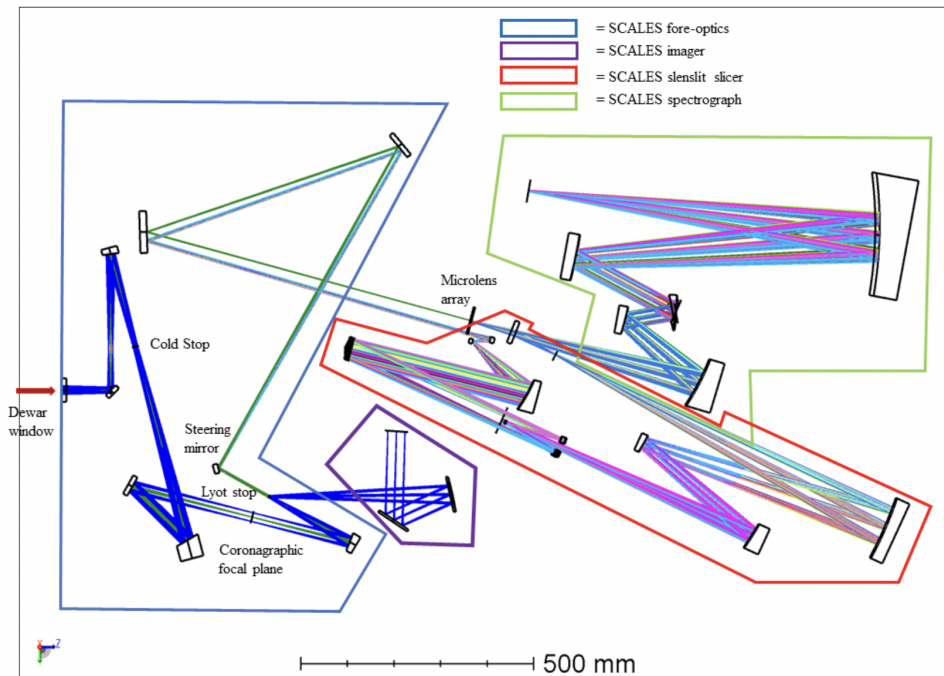 = SCALES fore-optics
= SCALES imager
= SCALES slenslit slicer
= SCALES spectrograph
Microlens
array
Cold Stop
Dewar
window
Steering
mirror
Lyot stop
Coronagraphic
focal plane
X
Z
Y
500 mm